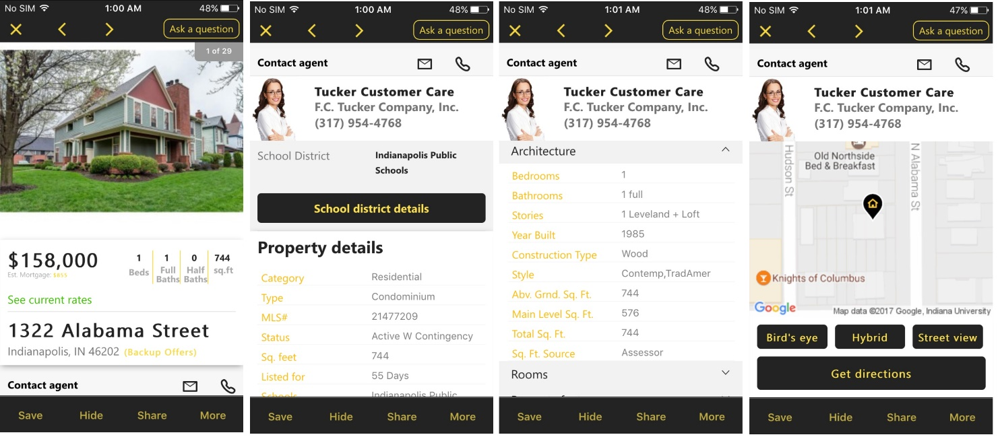 No SIM 1:00 AM 48%
Ask a question
1 of 29
$158,000
Est. Mortgage: $855
1 Beds
1 Full Baths
0 Half Baths
744 sq.ft
See current rates
1322 Alabama Street
Indianapolis, IN 46202 (Backup Offers)
Contact agent
Save Hide Share More
No SIM 1:00 AM 48%
Ask a question
Contact agent
Tucker Customer Care
F.C. Tucker Company, Inc.
(317) 954-4768
School District Indianapolis Public
Schools
School district details
Property details
Category Residential
Type Condominium
MLS# 21477209
Status Active W Contingency
Sq. feet 744
Listed for 55 Days
Schools Indianapolis Public
Save Hide Share More
No SIM 1:01 AM 48%
Ask a question
Contact agent
Tucker Customer Care
F.C. Tucker Company, Inc.
(317) 954-4768
Architecture
Bedrooms 1
Bathrooms 1 full
Stories 1 Leveland + Loft
Year Built 1985
Construction Type Wood
Style Contemp,TradAmer
Abv. Grnd. Sq. Ft. 744
Main Level Sq. Ft. 576
Total Sq. Ft. 744
Sq. Ft. Source Assessor
Rooms
Save Hide Share More
No SIM 1:01 AM 47%
Ask a question
Contact agent
Tucker Customer Care
F.C. Tucker Company, Inc.
(317) 954-4768
Old Northside
Bed & Breakfast
Hudson St
N Alabama St
Knights of Columbus
Google
Map data ©2017 Google, Indiana University
Bird's eye Hybrid Street view
Get directions
Save Hide Share More